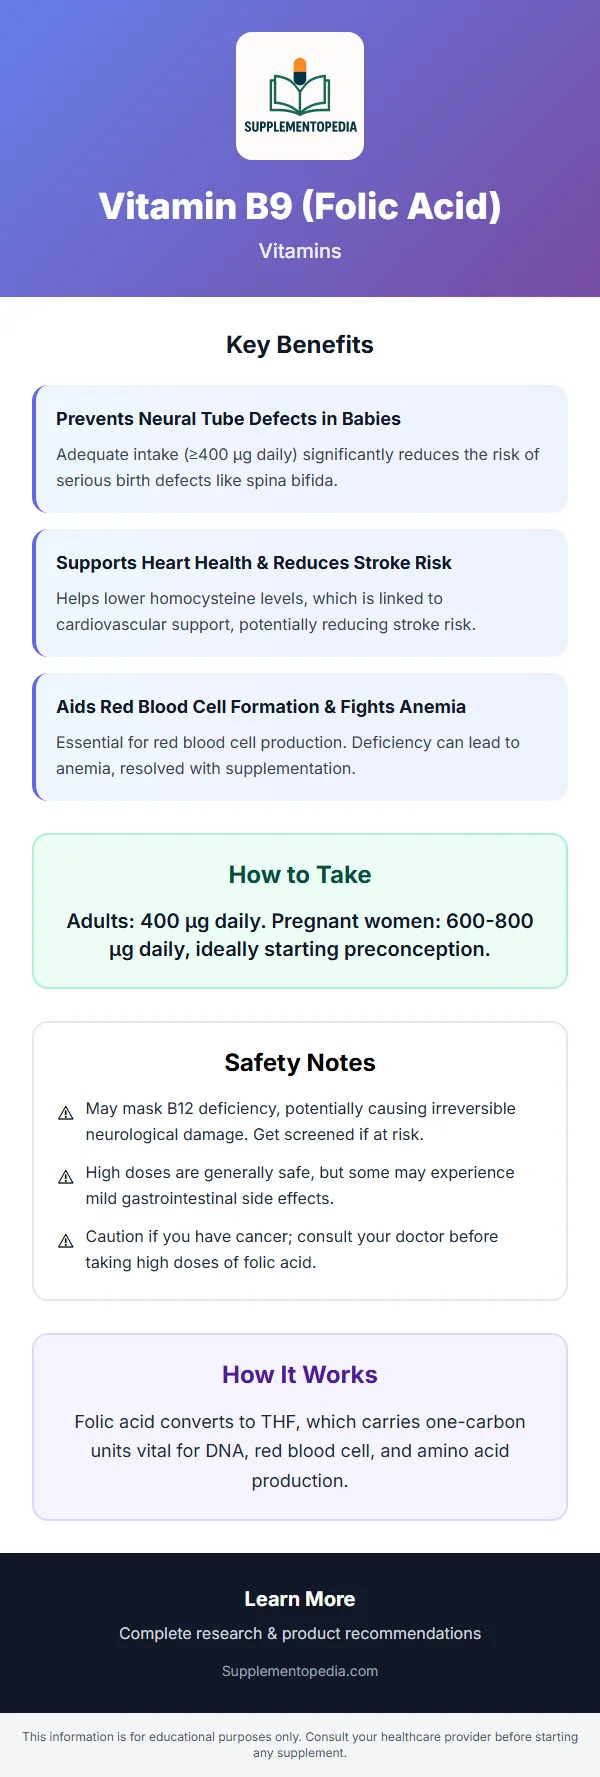 SUPPLEMENTOPEDIA
Vitamin B9 (Folic Acid)
Vitamins
Key Benefits
Prevents Neural Tube Defects in Babies
Adequate intake (≥400 µg daily) significantly reduces the risk of
serious birth defects like spina bifida.
Supports Heart Health & Reduces Stroke Risk
Helps lower homocysteine levels, which is linked to
cardiovascular support, potentially reducing stroke risk.
Aids Red Blood Cell Formation & Fights Anemia
Essential for red blood cell production. Deficiency can lead to
anemia, resolved with supplementation.
How to Take
Adults: 400 µg daily. Pregnant women: 600-800
µg daily, ideally starting preconception.
Safety Notes
⚠ May mask B12 deficiency, potentially causing irreversible
neurological damage. Get screened if at risk.
⚠ High doses are generally safe, but some may experience
mild gastrointestinal side effects.
⚠ Caution if you have cancer; consult your doctor before
taking high doses of folic acid.
How It Works
Folic acid converts to THF, which carries one-carbon
units vital for DNA, red blood cell, and amino acid
production.
Learn More
Complete research & product recommendations
Supplementopedia.com
This information is for educational purposes only. Consult your healthcare provider before starting
any supplement.